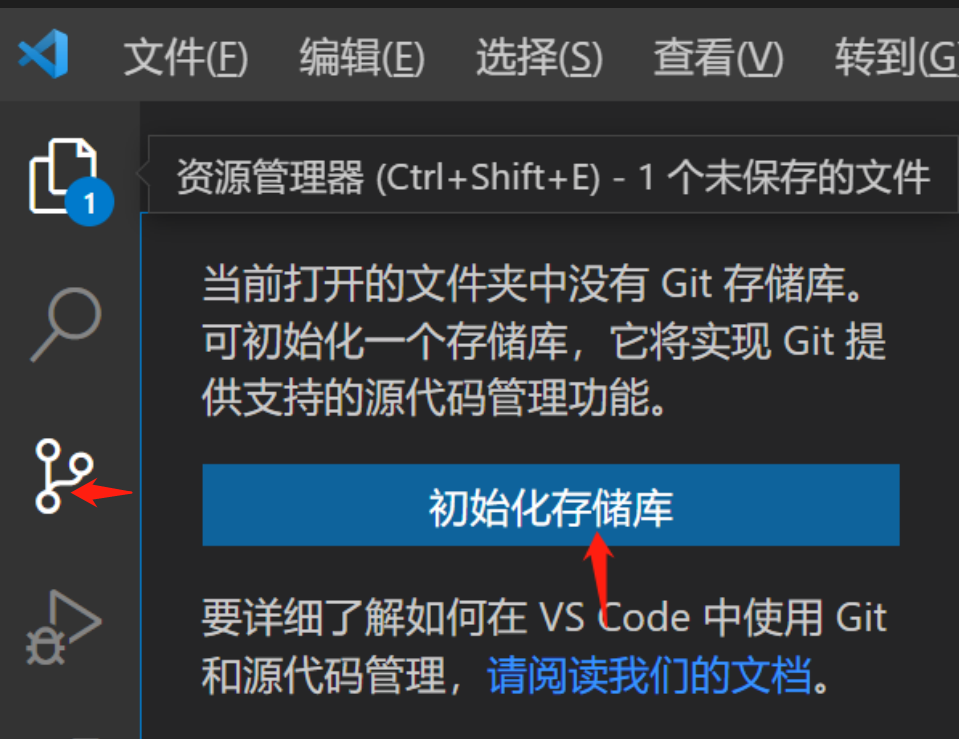 文件(F) 编辑(E) 选择(S) 查看(V) 转到(G
资源管理器 (Ctrl+Shift+E) - 1 个未保存的文件
1
当前打开的文件夹中没有 Git 存储库。
可初始化一个存储库，它将实现 Git 提
供支持的源代码管理功能。
初始化存储库
要详细了解如何在 VS Code 中使用 Git
和源代码管理，请阅读我们的文档。